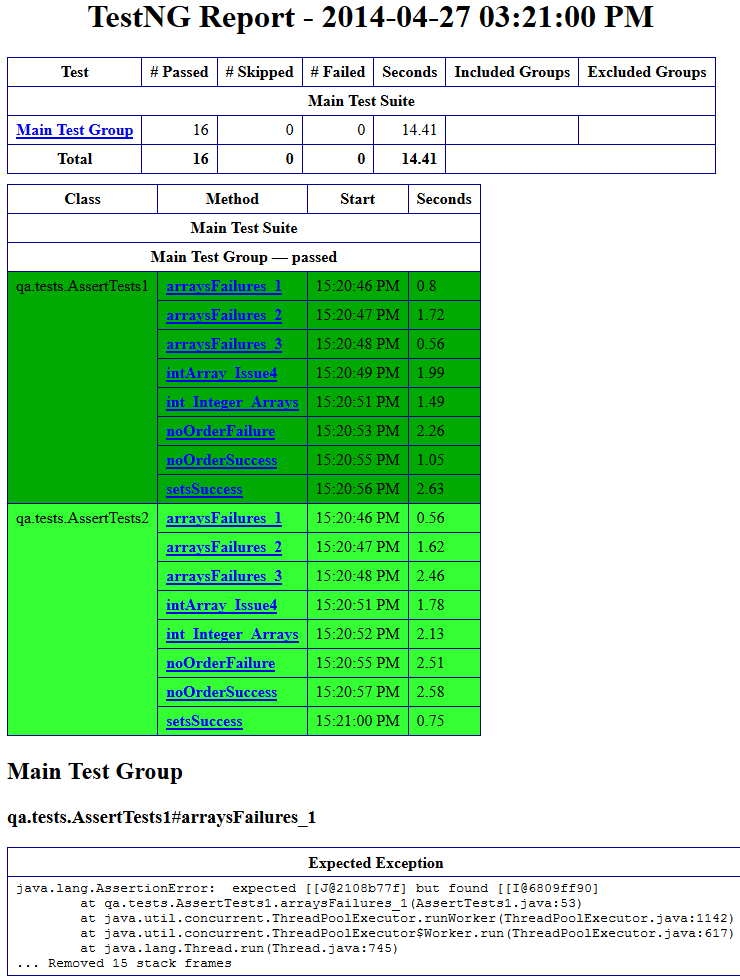 TestNG Report - 2014-04-27 03:21:00 PM
Test # Passed # Skipped # Failed Seconds Included Groups Excluded Groups
Main Test Suite
Main Test Group 16 0 0 14.41
Total 16 0 0 14.41
Class Method Start Seconds
Main Test Suite
Main Test Group — passed
qa.tests.AssertTests1 arraysFailures_1 15:20:46 PM 0.8
arraysFailures_2 15:20:47 PM 1.72
arraysFailures_3 15:20:48 PM 0.56
intArray_Issue4 15:20:49 PM 1.99
int_Integer_Arrays 15:20:51 PM 1.49
noOrderFailure 15:20:53 PM 2.26
noOrderSuccess 15:20:55 PM 1.05
setsSuccess 15:20:56 PM 2.63
qa.tests.AssertTests2 arraysFailures_1 15:20:46 PM 0.56
arraysFailures_2 15:20:47 PM 1.62
arraysFailures_3 15:20:48 PM 2.46
intArray_Issue4 15:20:51 PM 1.78
int_Integer_Arrays 15:20:52 PM 2.13
noOrderFailure 15:20:55 PM 2.51
noOrderSuccess 15:20:57 PM 2.58
setsSuccess 15:21:00 PM 0.75
Main Test Group
qa.tests.AssertTests1#arraysFailures_1
Expected Exception
java.lang.AssertionError:  expected [[J@2108b77f] but found [[I@6809ff90]
at qa.tests.AssertTests1.arraysFailures_1(AssertTests1.java:53)
at java.util.concurrent.ThreadPoolExecutor.runWorker(ThreadPoolExecutor.java:1142)
at java.util.concurrent.ThreadPoolExecutor$Worker.run(ThreadPoolExecutor.java:617)
at java.lang.Thread.run(Thread.java:745)
... Removed 15 stack frames